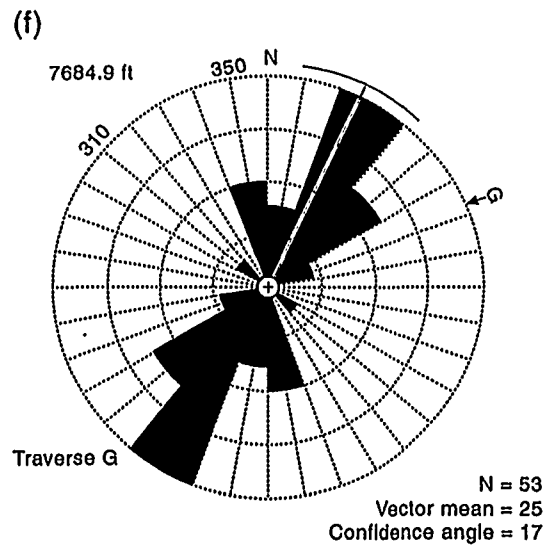 (f)
7684.9 ft
350
N
310
G
Traverse G
N = 53
Vector mean = 25
Confidence angle = 17